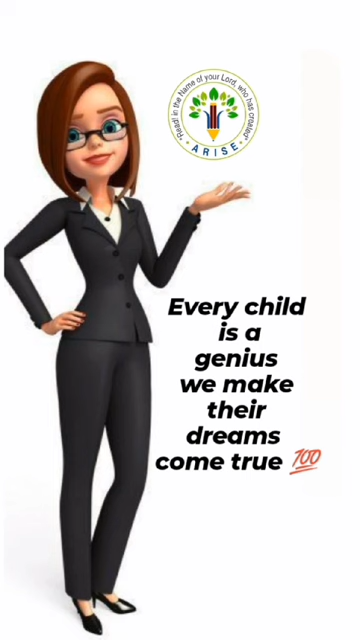 "Read! in the Name of your Lord, who has created"
ARISE
Every child
is a
genius
we make
their
dreams
come true 💯